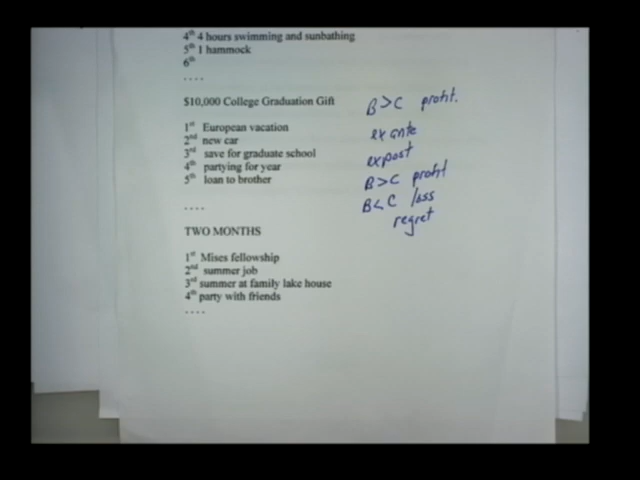 4th 4 hours swimming and sunbathing
5th 1 hammock
6th
. . . .
$10,000 College Graduation Gift
B > C profit.
1st European vacation
ex ante
2nd new car
3rd save for graduate school
expost
4th partying for year
B > C profit
5th loan to brother
B < C loss
regret
. . . .
TWO MONTHS
1st Mises fellowship
2nd summer job
3rd summer at family lake house
4th party with friends
. . . .